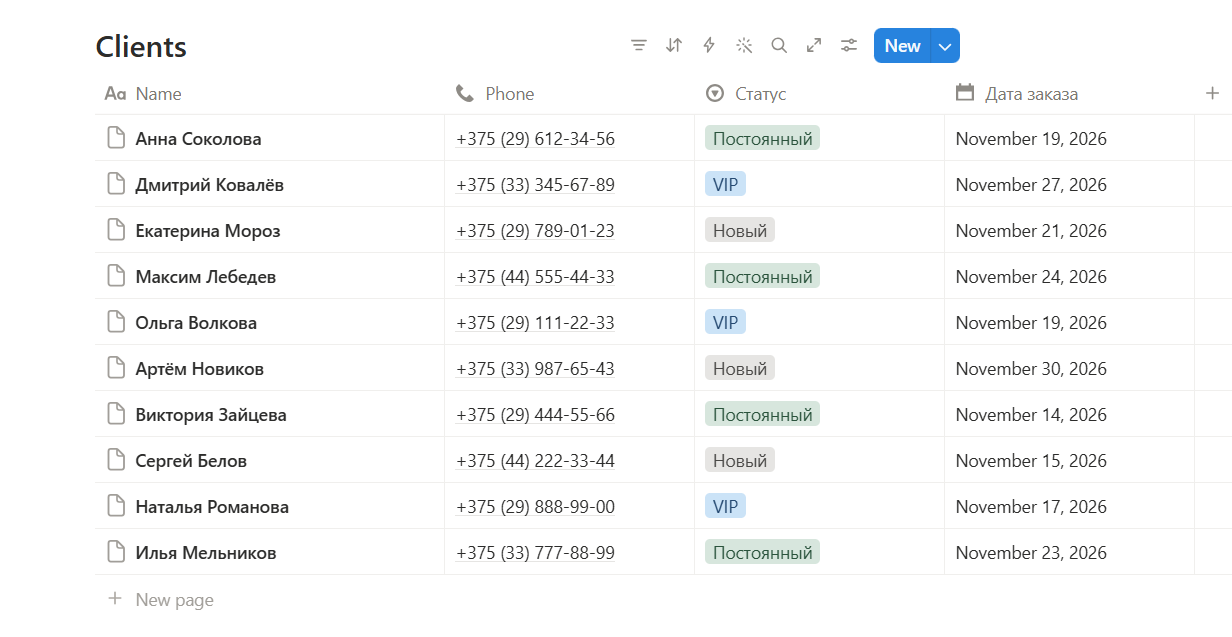 Clients
New
Aa Name Phone Статус Дата заказа
Анна Соколова +375 (29) 612-34-56 Постоянный November 19, 2026
Дмитрий Ковалёв +375 (33) 345-67-89 VIP November 27, 2026
Екатерина Мороз +375 (29) 789-01-23 Новый November 21, 2026
Максим Лебедев +375 (44) 555-44-33 Постоянный November 24, 2026
Ольга Волкова +375 (29) 111-22-33 VIP November 19, 2026
Артём Новиков +375 (33) 987-65-43 Новый November 30, 2026
Виктория Зайцева +375 (29) 444-55-66 Постоянный November 14, 2026
Сергей Белов +375 (44) 222-33-44 Новый November 15, 2026
Наталья Романова +375 (29) 888-99-00 VIP November 17, 2026
Илья Мельников +375 (33) 777-88-99 Постоянный November 23, 2026
+ New page